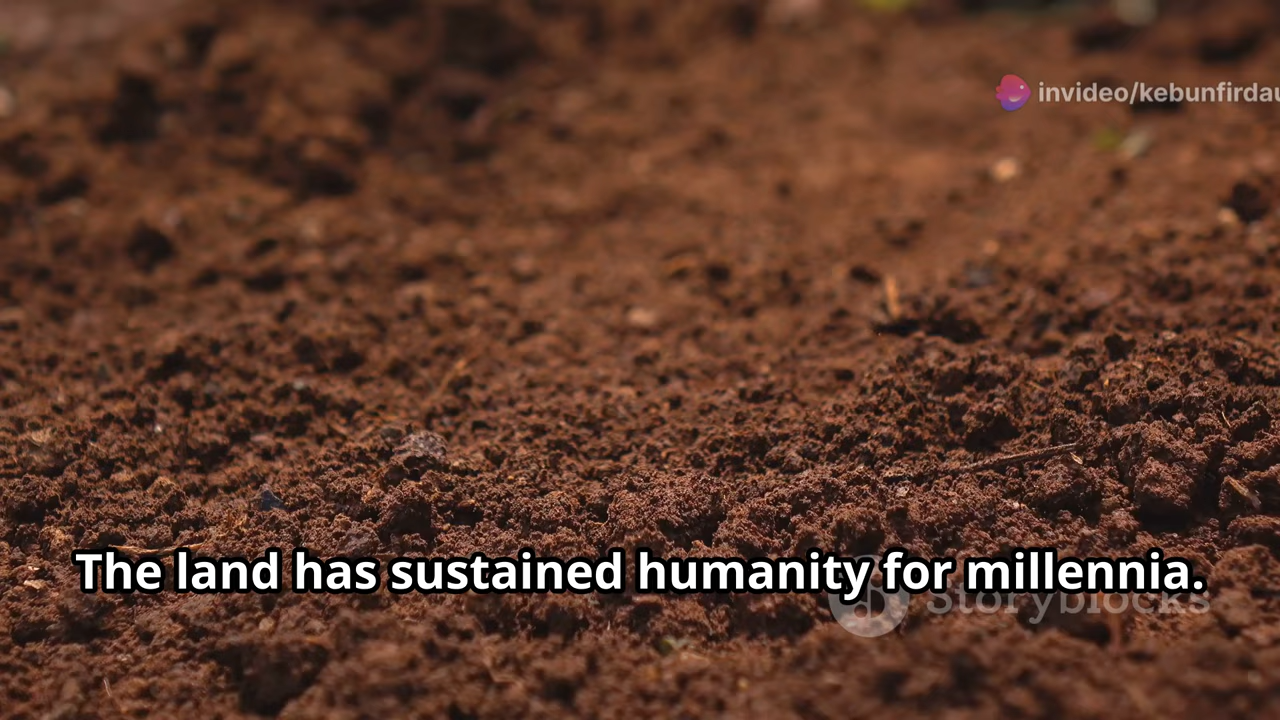 invideo/kebunfirdau
The land has sustained humanity for millennia.
Storyblocks